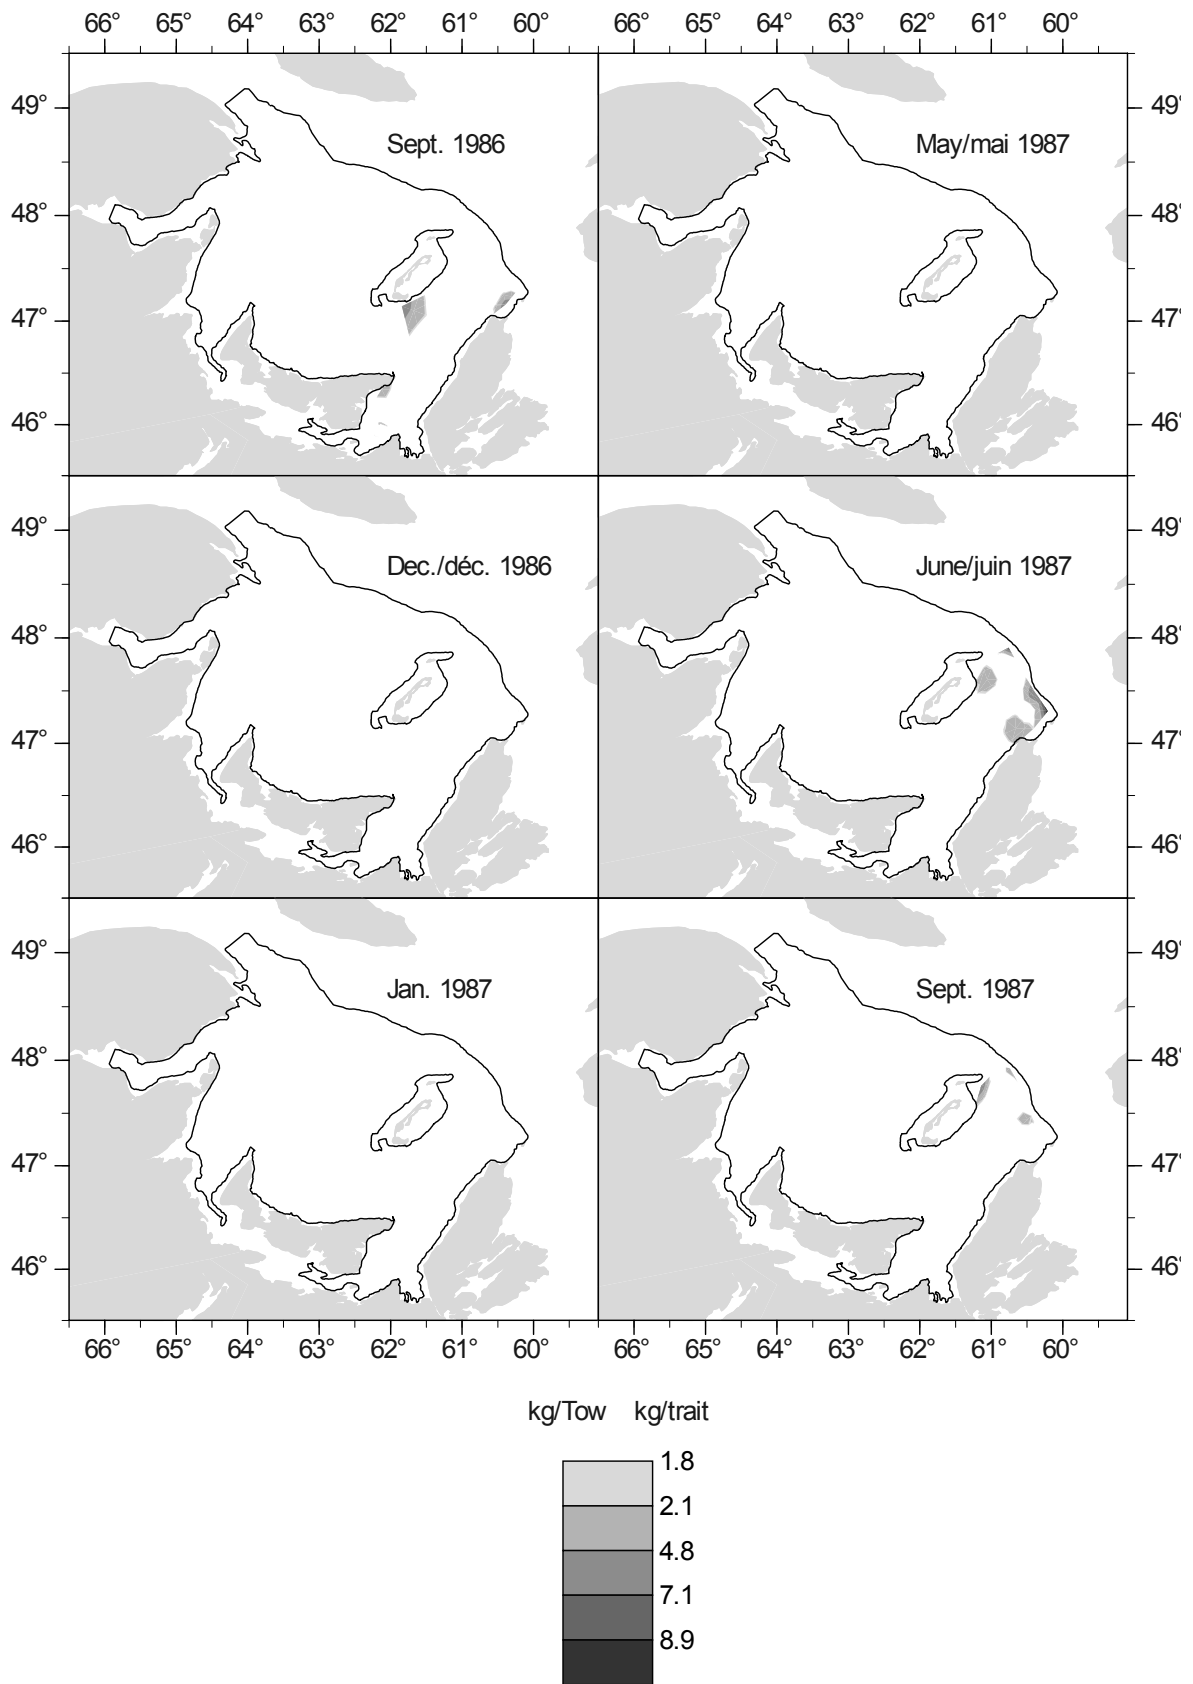 66° 65° 64° 63° 62° 61° 60° 66° 65° 64° 63° 62° 61° 60°
49° 49°
Sept. 1986 May/mai 1987
48° 48°
47° 47°
46° 46°
49° 49°
Dec./déc. 1986 June/juin 1987
48° 48°
47° 47°
46° 46°
49° 49°
Jan. 1987 Sept. 1987
48° 48°
47° 47°
46° 46°
66° 65° 64° 63° 62° 61° 60° 66° 65° 64° 63° 62° 61° 60°
kg/Tow kg/trait
1.8
2.1
4.8
7.1
8.9